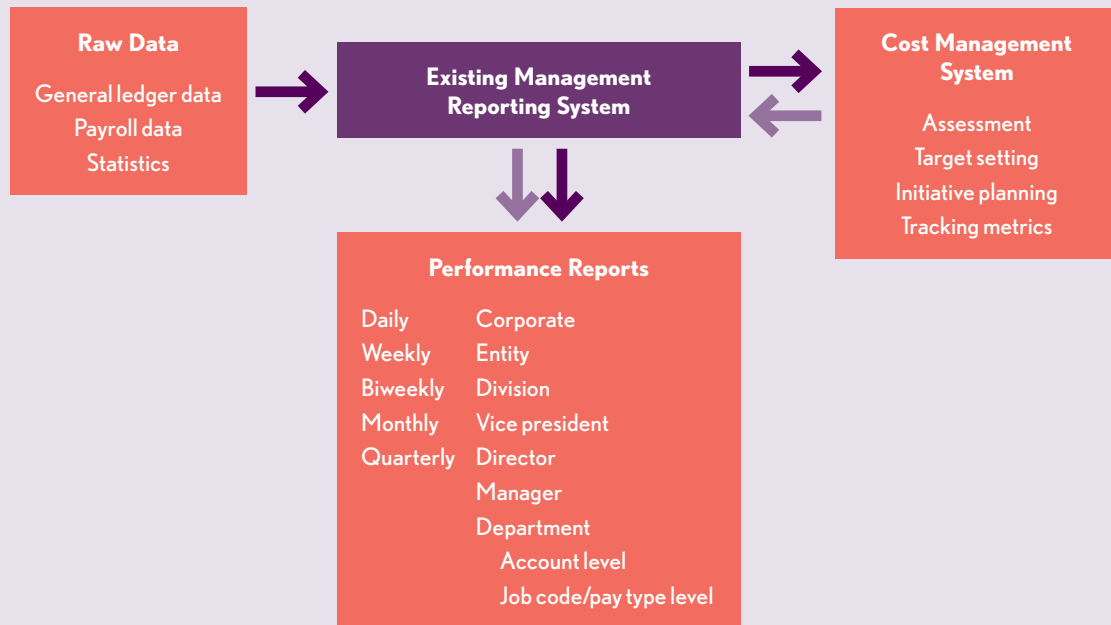 Raw Data
General ledger data
Payroll data
Statistics
Existing Management
Reporting System
Cost Management
System
Assessment
Target setting
Initiative planning
Tracking metrics
Performance Reports
Daily
Weekly
Biweekly
Monthly
Quarterly
Corporate
Entity
Division
Vice president
Director
Manager
Department
Account level
Job code/pay type level